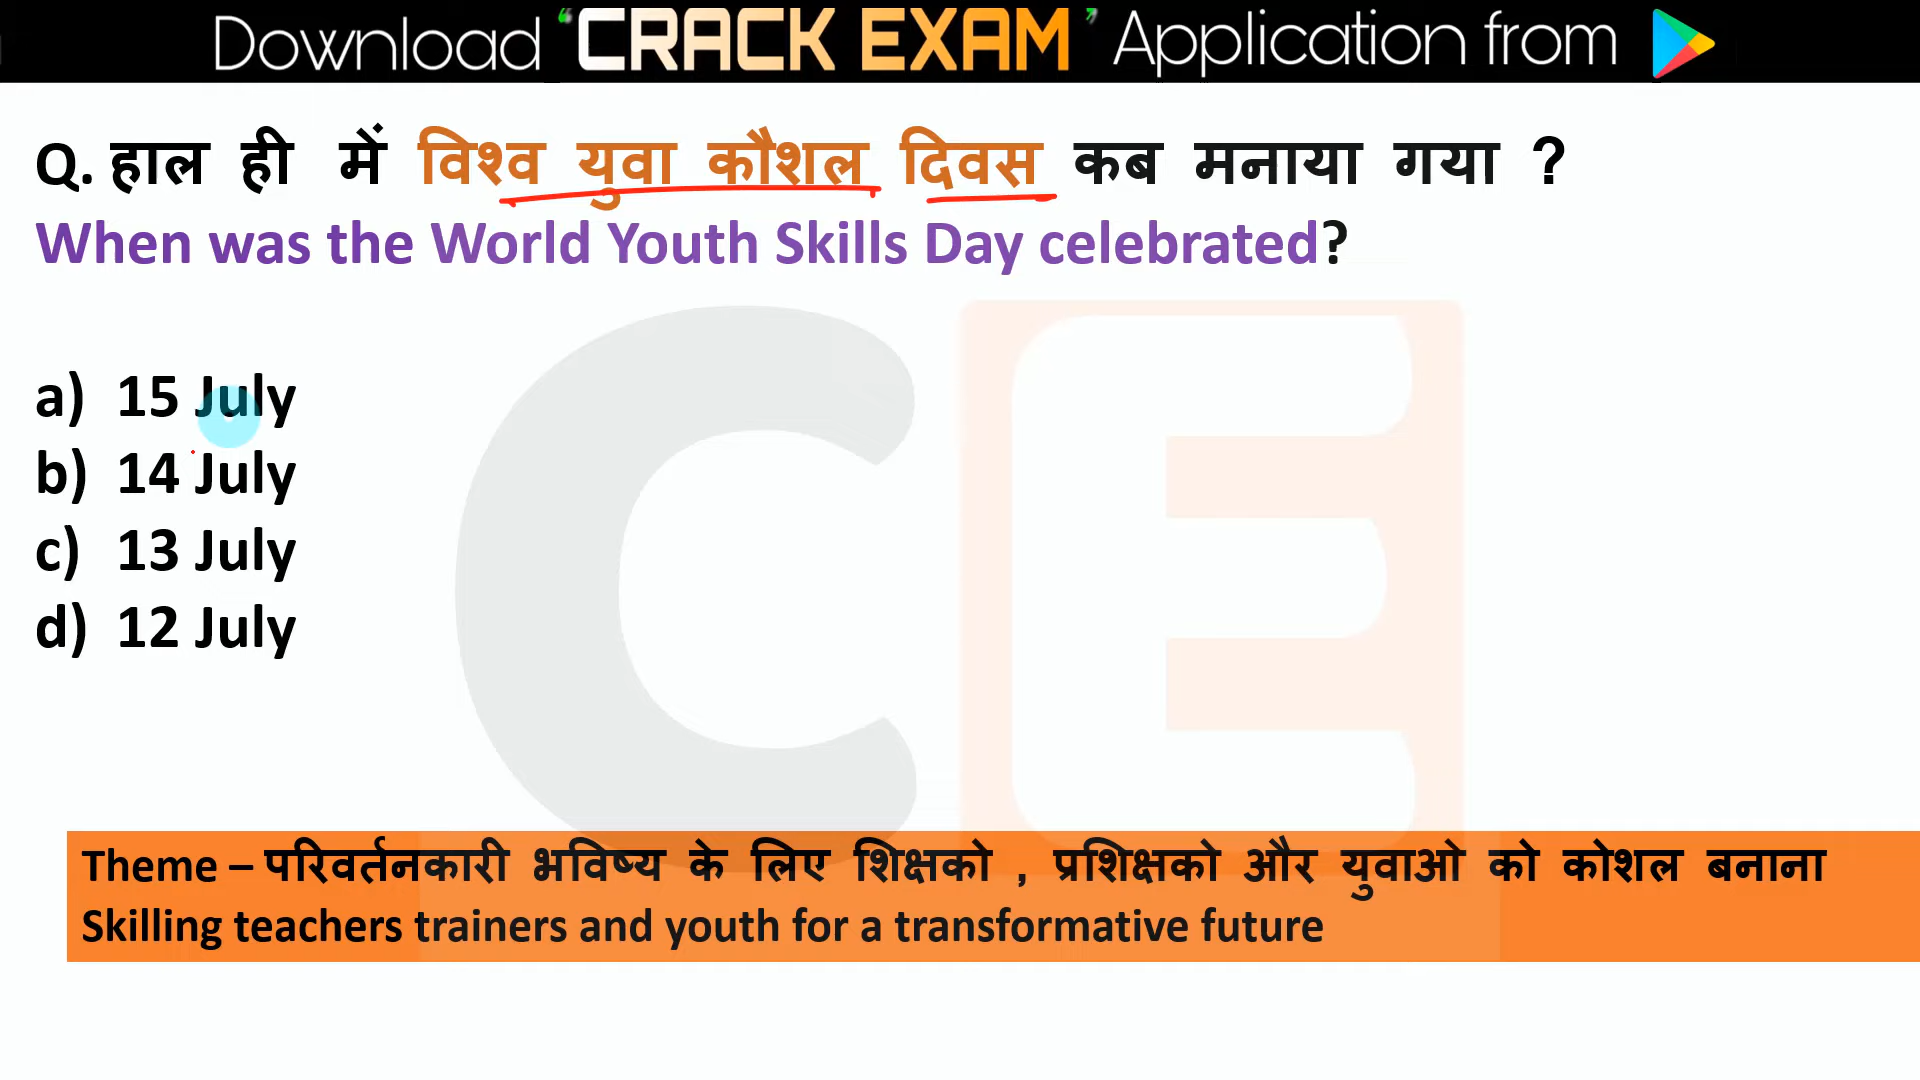 Download ‘CRACK EXAM’ Application from
Q. हाल ही में विश्व युवा कौशल दिवस कब मनाया गया ?
When was the World Youth Skills Day celebrated?
a) 15 July
b) 14 July
c) 13 July
d) 12 July
Theme – परिवर्तनकारी भविष्य के लिए शिक्षको , प्रशिक्षको और युवाओ को कोशल बनाना
Skilling teachers trainers and youth for a transformative future
CE